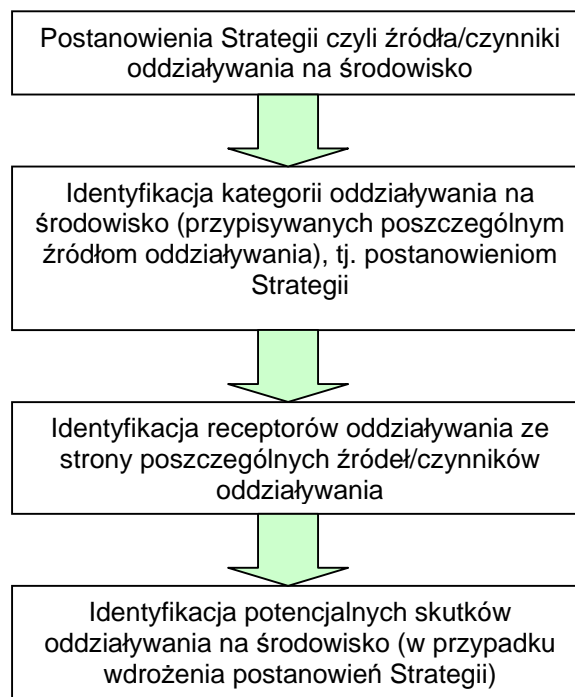 Postanowienia Strategii czyli źródła/czynniki
oddziaływania na środowisko
Identyfikacja kategorii oddziaływania na
środowisko (przypisywanych poszczególnym
źródłom oddziaływania), tj. postanowieniom
Strategii
Identyfikacja receptorów oddziaływania ze
strony poszczególnych źródeł/czynników
oddziaływania
Identyfikacja potencjalnych skutków
oddziaływania na środowisko (w przypadku
wdrożenia postanowień Strategii)